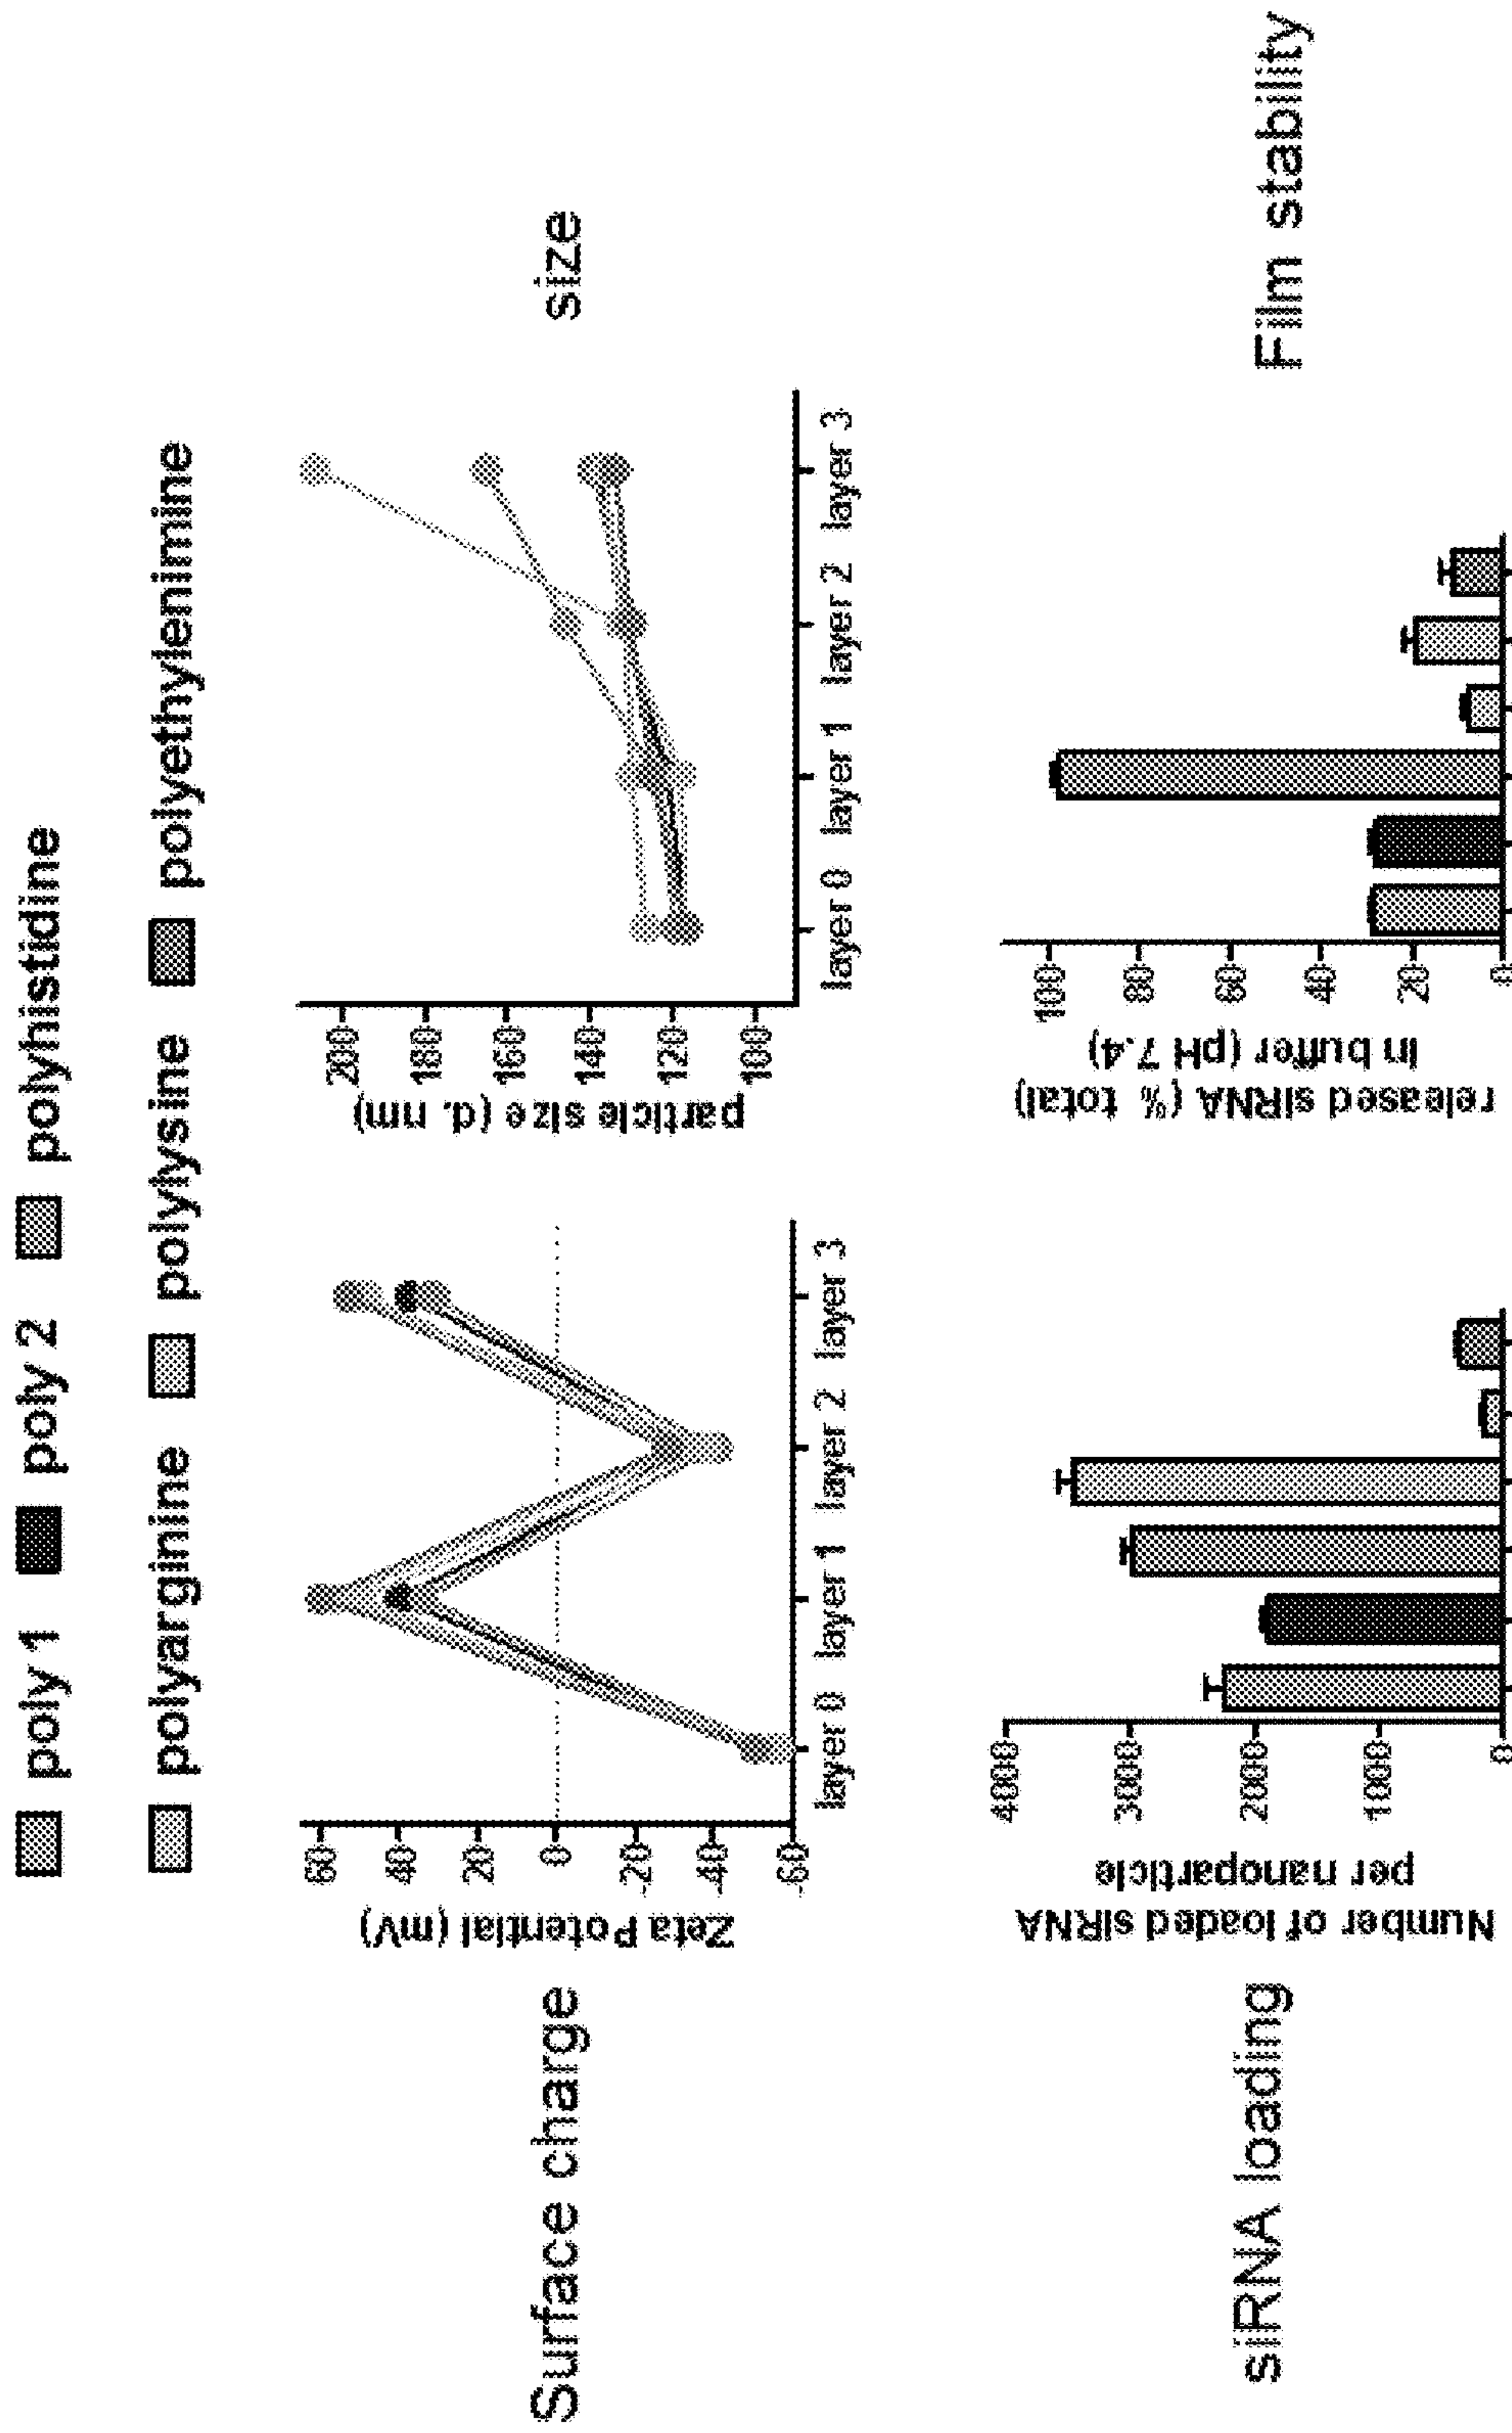 poly 1 poly 2 polyhistidine
polyarginine polysine polyethylenimine
Surface charge
Zeta Potential (mV)
60
40
20
0
-20
-40
-60
layer 0 layer 1 layer 2 layer 3
particle size (d. nm)
200
180
160
140
120
100
layer 0 layer 1 layer 2 layer 3
size
siRNA loading
Number of loaded siRNA
per nanoparticle
4000
3000
2000
1000
0
released siRNA (% total)
in buffer (pH 7.4)
100
80
60
40
20
0
Film stability